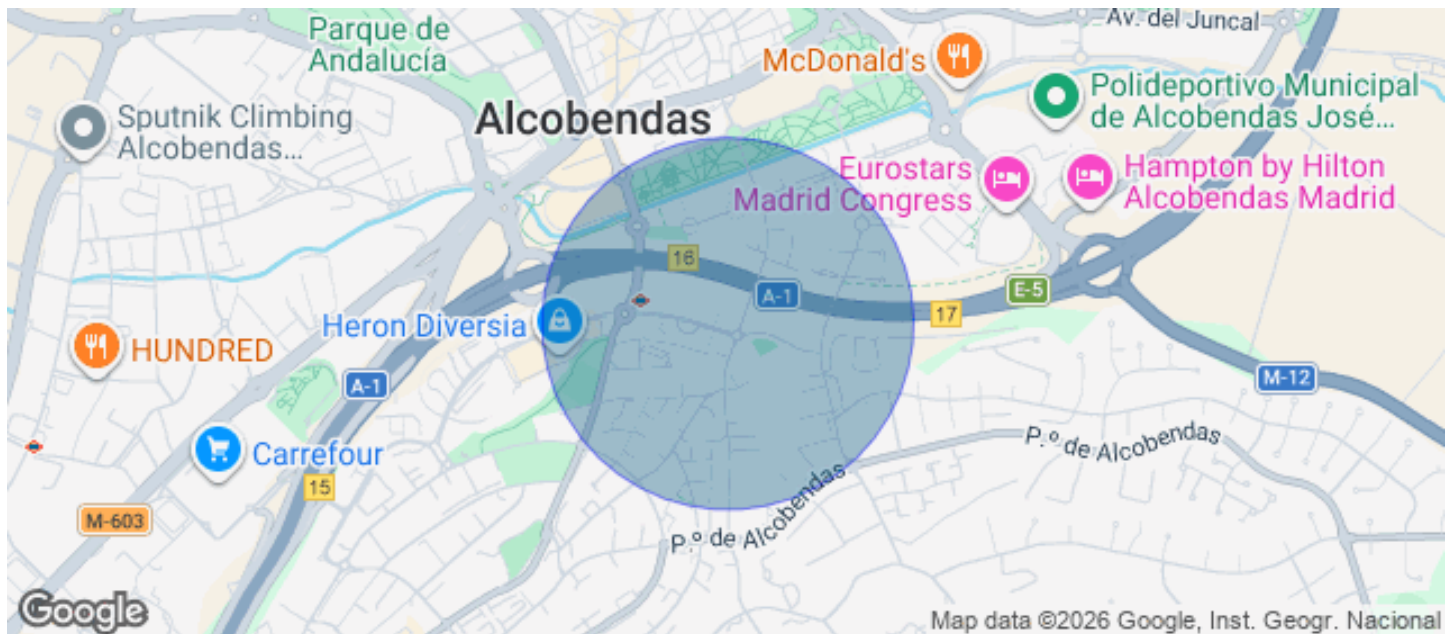 Av. del Juncal
Parque de
Andalucía
McDonald's
Polideportivo Municipal
de Alcobendas José...
Sputnik Climbing
Alcobendas...
Alcobendas
Eurostars
Madrid Congress
Hampton by Hilton
Alcobendas Madrid
16
A-1
E-5
17
Heron Diversia
HUNDRED
A-1
M-12
P.º de Alcobendas
Carrefour
15
M-603
P.º de Alcobendas
Google
Map data ©2026 Google, Inst. Geogr. Nacional